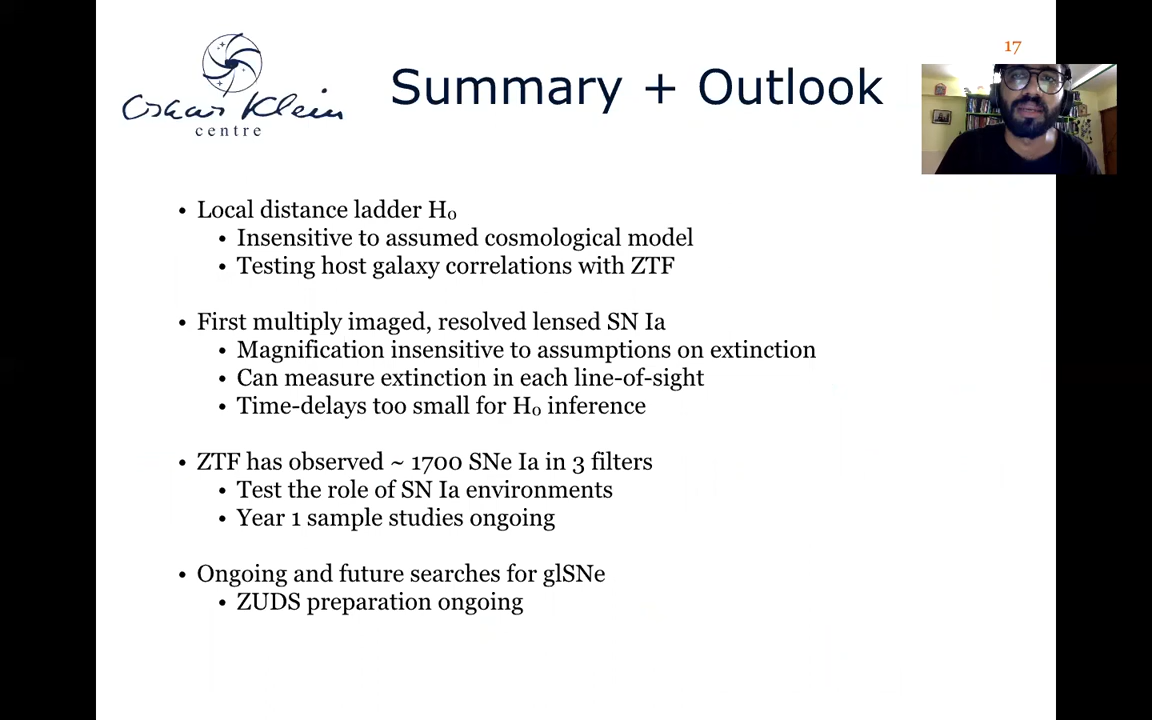 17
Oskar Klein
centre
Summary + Outlook
• Local distance ladder H₀
• Insensitive to assumed cosmological model
• Testing host galaxy correlations with ZTF
• First multiply imaged, resolved lensed SN Ia
• Magnification insensitive to assumptions on extinction
• Can measure extinction in each line-of-sight
• Time-delays too small for H₀ inference
• ZTF has observed ~ 1700 SNe Ia in 3 filters
• Test the role of SN Ia environments
• Year 1 sample studies ongoing
• Ongoing and future searches for glSNe
• ZUDS preparation ongoing